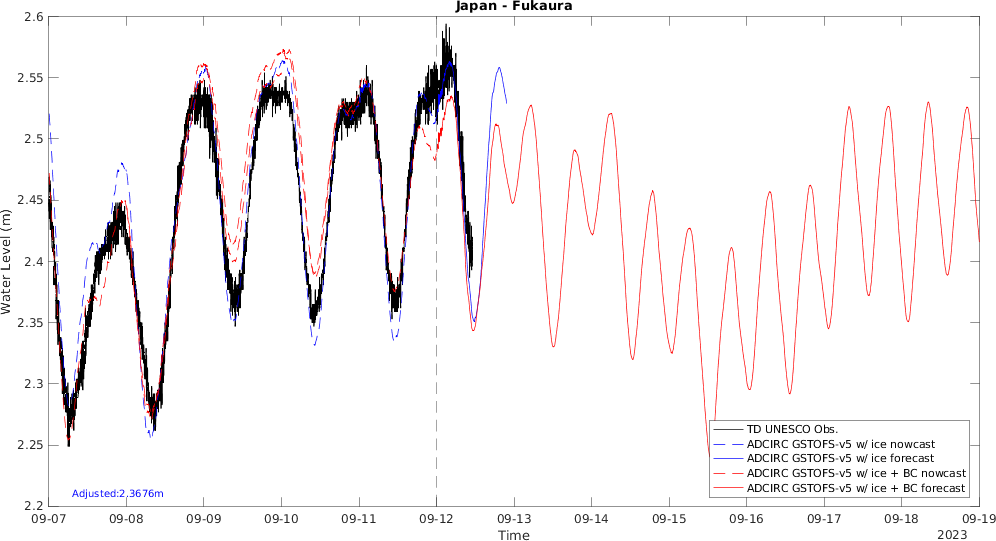 Japan - Fukaura
2.6
2.55
2.5
2.45
2.4
2.35
2.3
2.25
2.2
Water Level (m)
TD UNESCO Obs.
ADCIRC GSTOFS-v5 w/ ice nowcast
ADCIRC GSTOFS-v5 w/ ice forecast
ADCIRC GSTOFS-v5 w/ ice + BC nowcast
ADCIRC GSTOFS-v5 w/ ice + BC forecast
Adjusted:2.3676m
09-07 09-08 09-09 09-10 09-11 09-12 09-13 09-14 09-15 09-16 09-17 09-18 09-19
Time
2023